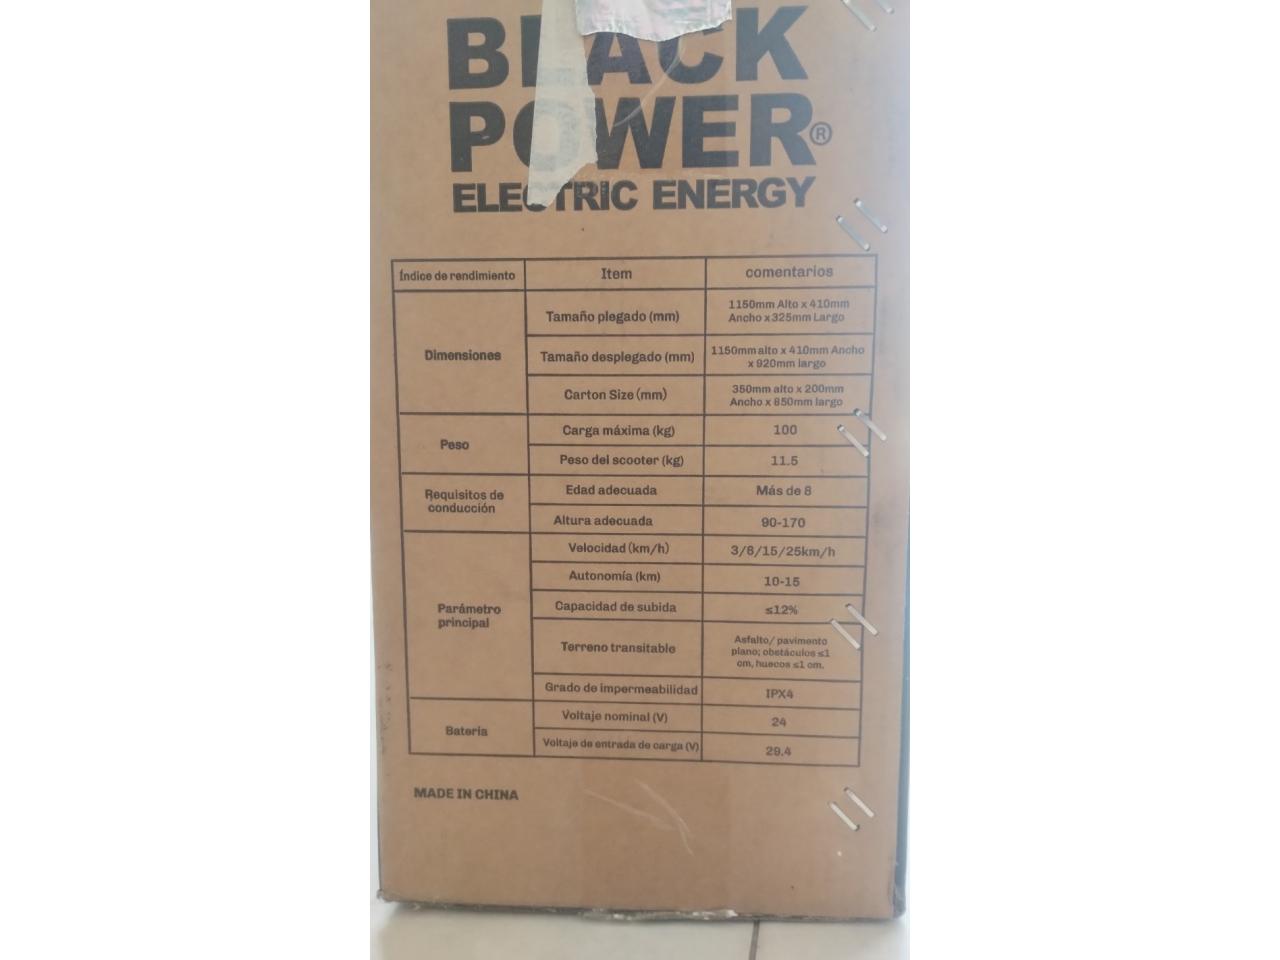 BLACK
POWER®
ELECTRIC ENERGY
Índice de rendimiento Item comentarios
Dimensiones
Tamaño plegado (mm)
1150mm Alto x 410mm
Ancho x 325mm Largo
Tamaño desplegado (mm)
1150mm alto x 410mm Ancho
x 920mm largo
Carton Size (mm)
350mm alto x 200mm
Ancho x 850mm largo
Peso
Carga máxima (kg) 100
Peso del scooter (kg) 11.5
Requisitos de
conducción
Edad adecuada Más de 8
Altura adecuada 90-170
Parámetro
principal
Velocidad (km/h) 3/8/15/25km/h
Autonomía (km) 10-15
Capacidad de subida ≤12%
Terreno transitable
Asfalto/ pavimento
plano; obstáculos ≤1
cm, huecos ≤1 cm.
Grado de impermeabilidad IPX4
Batería
Voltaje nominal (V) 24
Voltaje de entrada de carga (V) 29.4
MADE IN CHINA